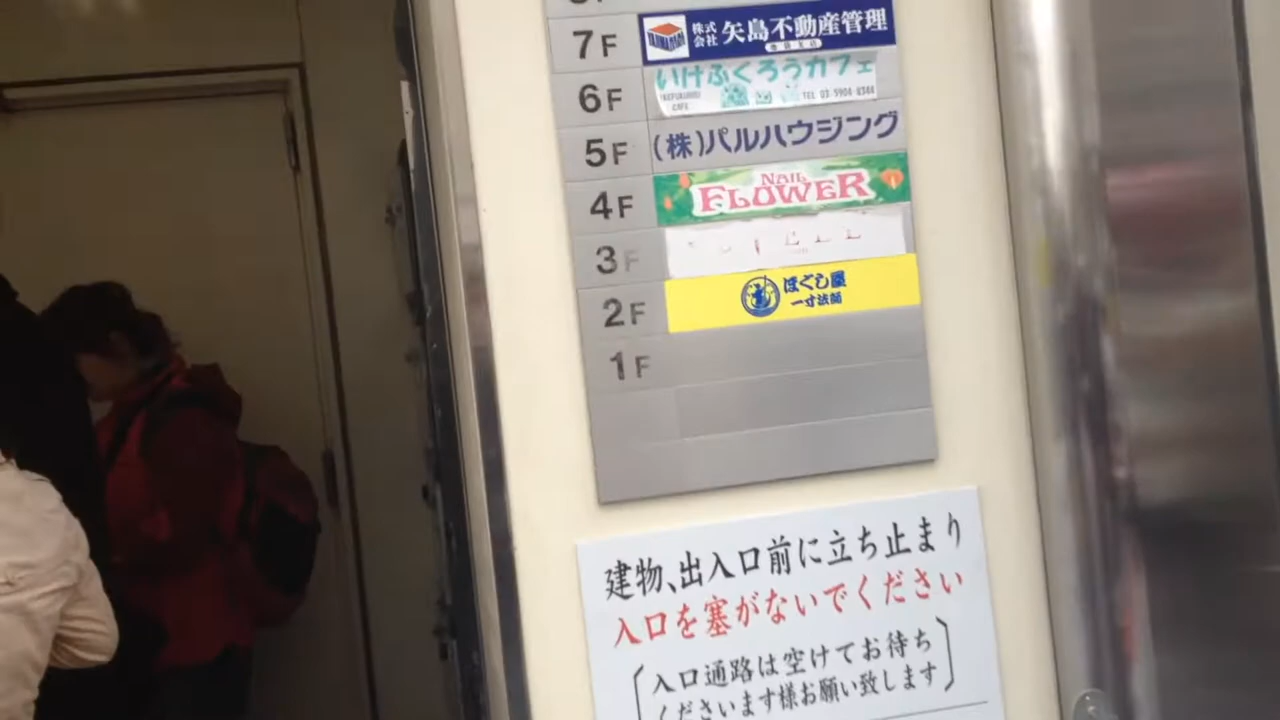 7F
株式会社 矢島不動産管理
6F
いけふくろうカフェ
IKEFUKUROU CAFE
TEL 03-5904-8344
5F
(株)パルハウジング
4F
NAIL
FLOWER
3F
2F
ほぐし屋
一寸法師
1F
建物、出入口前に立ち止まり
入口を塞がないでください
入口通路は空けてお待ち
くださいます様お願い致します